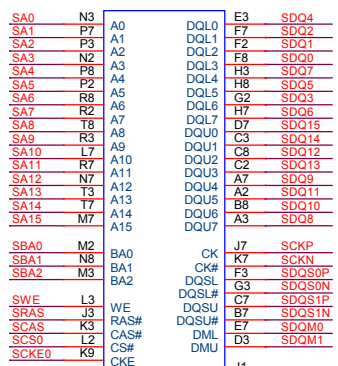 SA0 N3 A0 DQL0 E3 SDQ4
SA1 P7 A1 DQL1 F7 SDQ2
SA2 P3 A2 DQL2 F2 SDQ1
SA3 N2 A3 DQL3 F8 SDQ0
SA4 P8 A4 DQL4 H3 SDQ7
SA5 P2 A5 DQL5 H8 SDQ5
SA6 R8 A6 DQL6 G2 SDQ3
SA7 R2 A7 DQL7 H7 SDQ6
SA8 T8 A8 DQU0 D7 SDQ15
SA9 R3 A9 DQU1 C3 SDQ14
SA10 L7 A10 DQU2 C8 SDQ12
SA11 R7 A11 DQU3 C2 SDQ13
SA12 N7 A12 DQU4 A7 SDQ9
SA13 T3 A13 DQU5 A2 SDQ11
SA14 T7 A14 DQU6 B8 SDQ10
SA15 M7 A15 DQU7 A3 SDQ8
SBA0 M2 BA0 CK J7 SCKP
SBA1 N8 BA1 CK# K7 SCKN
SBA2 M3 BA2 DQSL F3 SDQS0P
DQSL# G3 SDQS0N
SWE L3 WE DQSU C7 SDQS1P
SRAS J3 RAS# DQSU# B7 SDQS1N
SCAS K3 CAS# DML E7 SDQM0
SCS0 L2 CS# DMU D3 SDQM1
SCKE0 K9 CKE